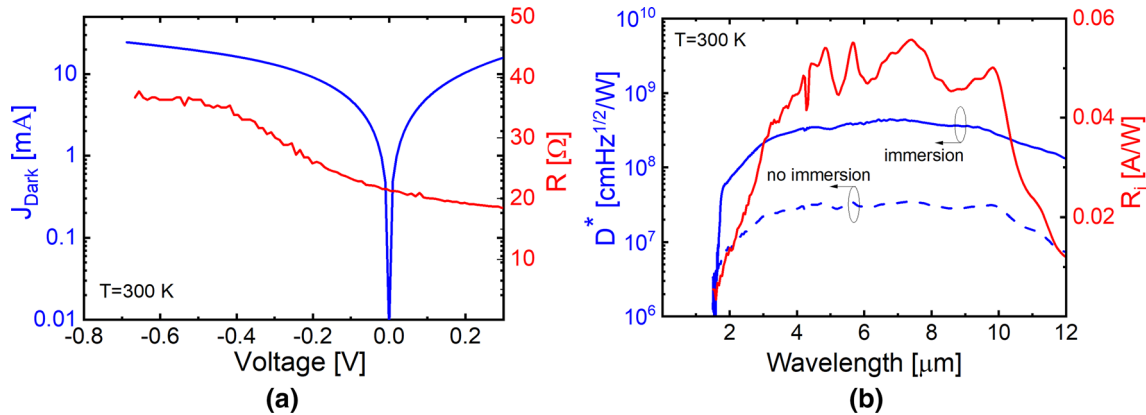 10
1
0.1
0.01
J_Dark [mA]
T=300 K
50
40
30
20
10
R [Ω]
-0.8 -0.6 -0.4 -0.2 0.0 0.2
Voltage [V]
(a)
10^10
10^9
10^8
10^7
10^6
D* [cmHz^1/2/W]
T=300 K
immersion
no immersion
0.06
0.04
0.02
0.00
R_i [A/W]
2 4 6 8 10 12
Wavelength [μm]
(b)